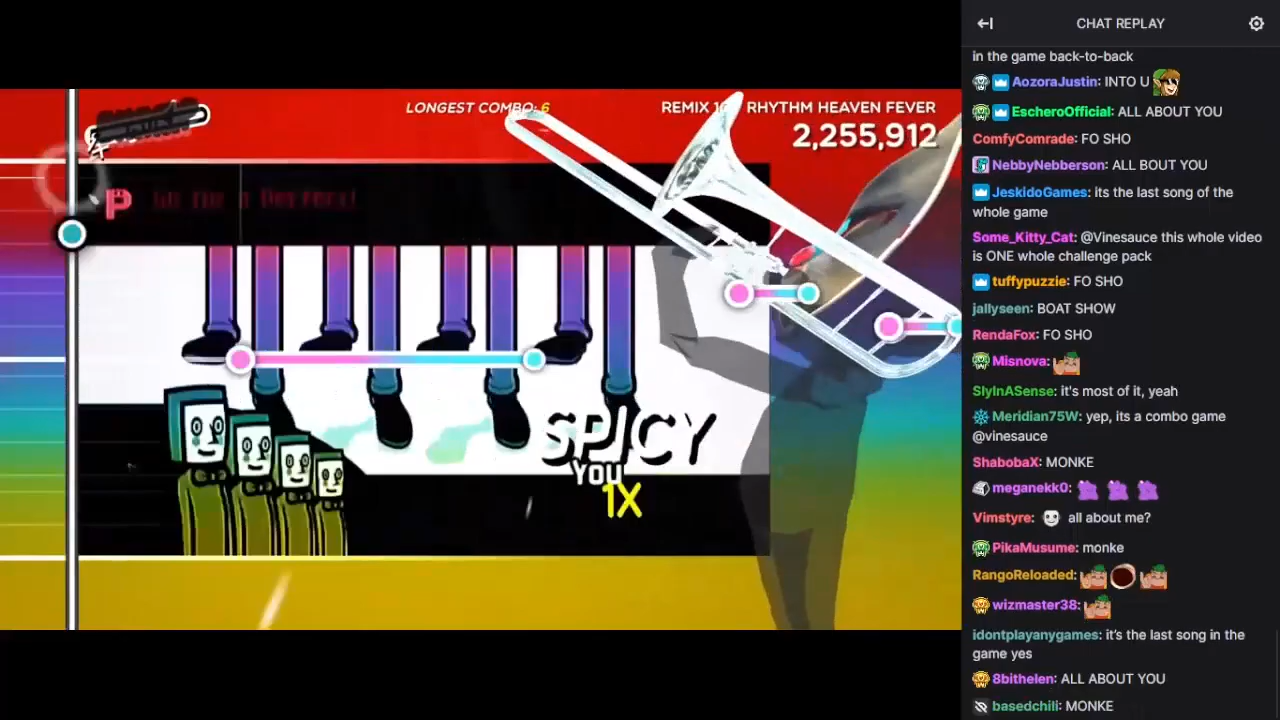 LONGEST COMBO: 6
REMIX RHYTHM HEAVEN FEVER
2,255,912
P Go for a Perfect!
SPICY
YOU
1X
CHAT REPLAY
in the game back-to-back
AozoraJustin: INTO U
EscheroOfficial: ALL ABOUT YOU
ComfyComrade: FO SHO
NebbyNebberson: ALL BOUT YOU
JeskidoGames: its the last song of the
whole game
Some_Kitty_Cat: @Vinesauce this whole video
is ONE whole challenge pack
tuffypuzzie: FO SHO
jallyseen: BOAT SHOW
RendaFox: FO SHO
Misnova:
SlyInASense: it's most of it, yeah
Meridian75W: yep, its a combo game
@vinesauce
ShabobaX: MONKE
meganekk0:
Vimstyre: all about me?
PikaMusume: monke
RangoReloaded:
wizmaster38:
idontplayanygames: it's the last song in the
game yes
8bithelen: ALL ABOUT YOU
basedchili: MONKE